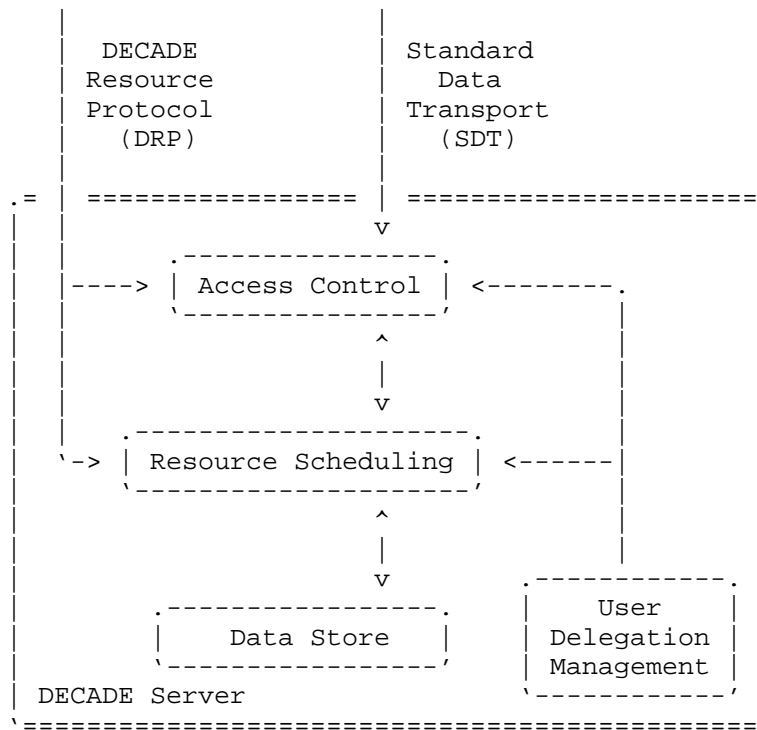 DECADE
Resource
Protocol
(DRP)
Standard
Data
Transport
(SDT)
Access Control
Resource Scheduling
Data Store
User
Delegation
Management
DECADE Server